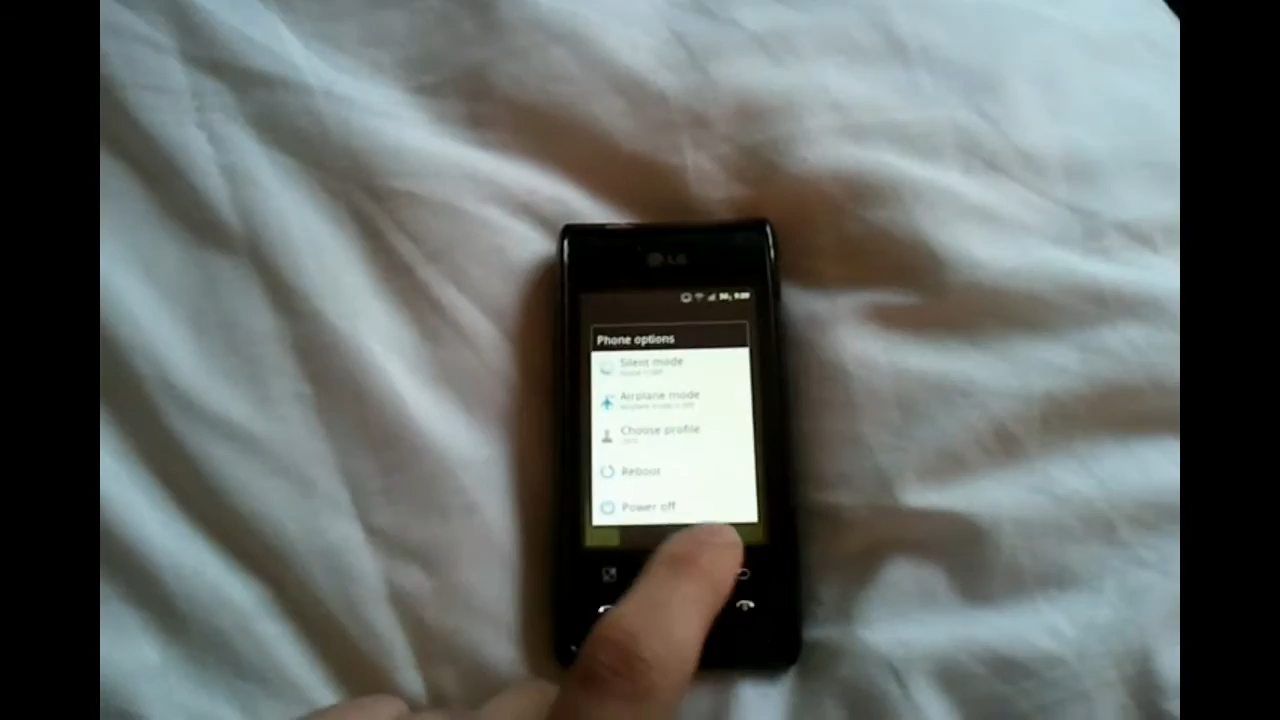 LG
Phone options
Silent mode
Airplane mode
Choose profile
Reboot
Power off